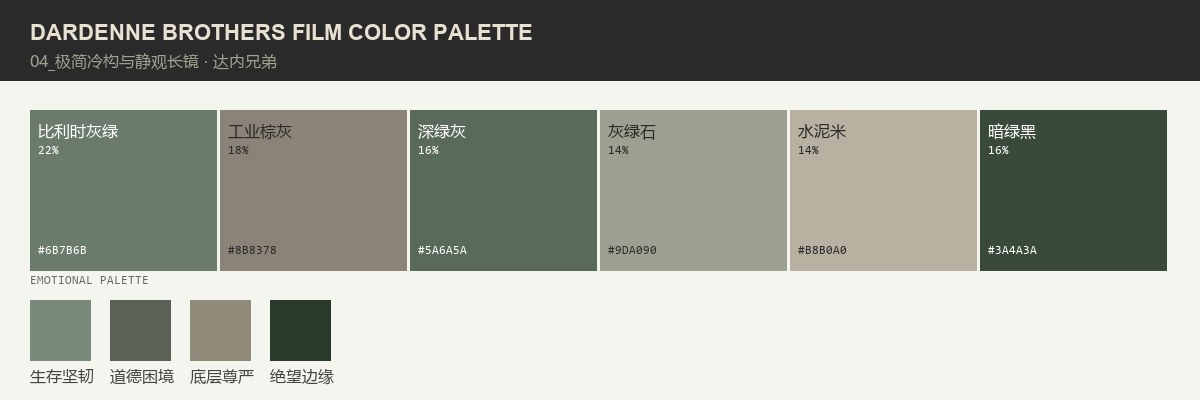 DARDENNE BROTHERS FILM COLOR PALETTE
04_极简冷构与静观长镜 · 达内兄弟
比利时灰绿
22%
#6B7B6B
工业棕灰
18%
#8B8378
深绿灰
16%
#5A6A5A
灰绿石
14%
#9DA090
水泥米
14%
#B8B0A0
暗绿黑
16%
#3A4A3A
EMOTIONAL PALETTE
生存坚韧
道德困境
底层尊严
绝望边缘